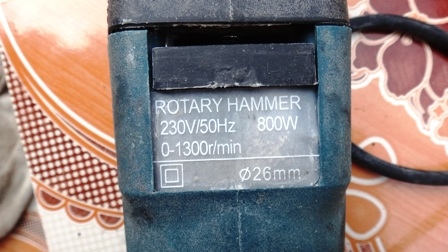 ROTARY HAMMER
230V/50Hz 800W
0-1300r/min
Ø26mm